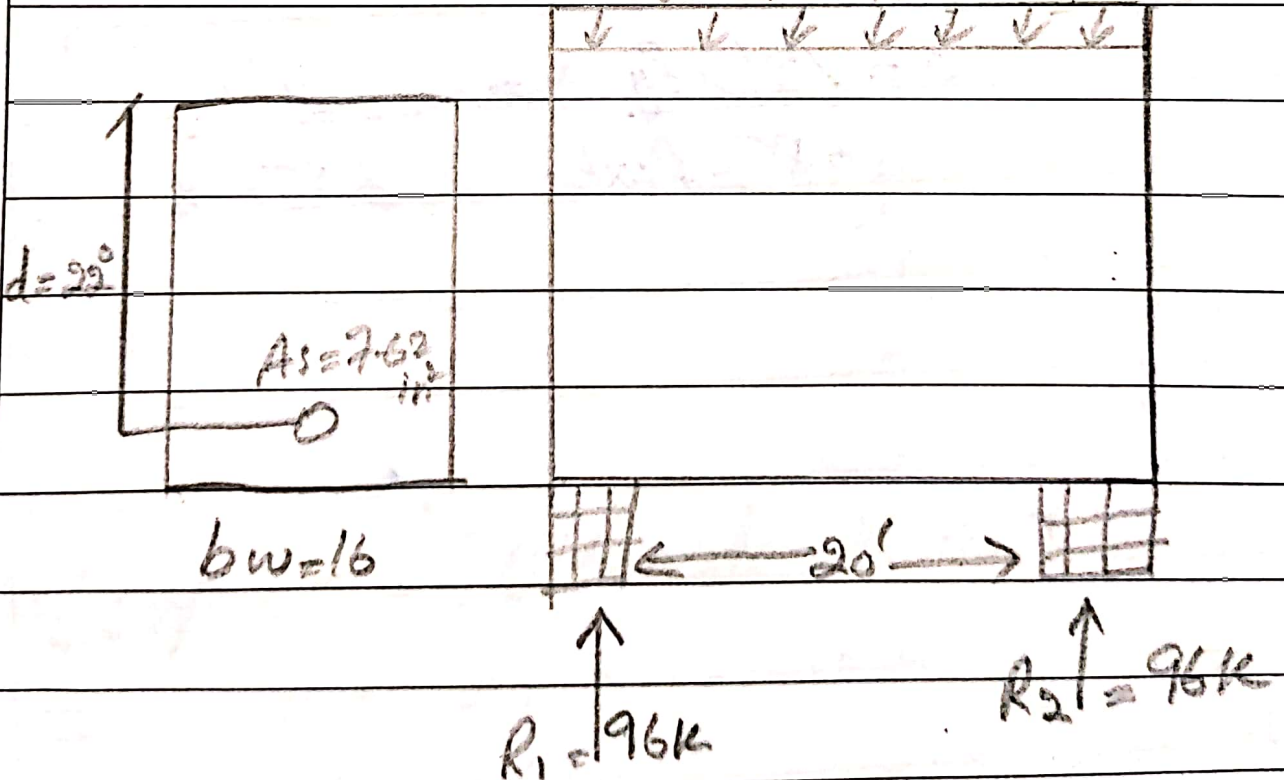 d=22"
As=7.62
in²
bw=16
20'
R₁=96K
R₂=96K